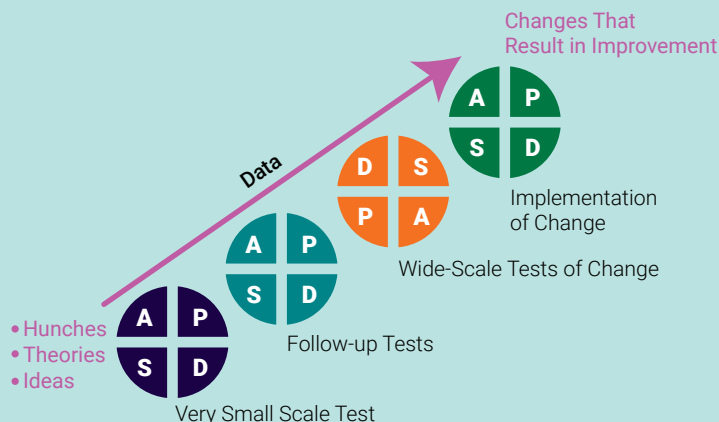 Changes That
Result in Improvement
A P
S D
Implementation
of Change
Data
D S
P A
Wide-Scale Tests of Change
A P
S D
Follow-up Tests
• Hunches
• Theories
• Ideas
A P
S D
Very Small Scale Test